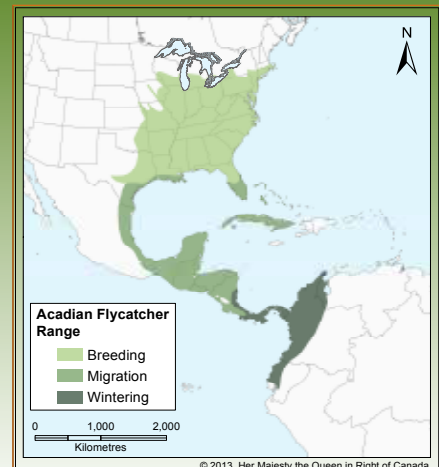 N
Acadian Flycatcher
Range
Breeding
Migration
Wintering
0 1,000 2,000
Kilometres
© 2013, Her Majesty the Queen in Right of Canada